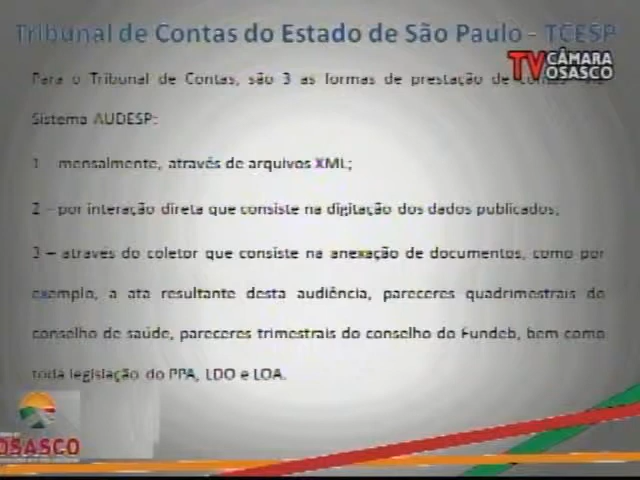 Tribunal de Contas do Estado de São Paulo - TCESP
TV CÂMARA
OSASCO
Para o Tribunal de Contas, são 3 as formas de prestação de contas
Sistema AUDESP:
1 mensalmente, através de arquivos XML;
2 – por interação direta que consiste na digitação dos dados publicados;
3 – através do coletor que consiste na anexação de documentos, como por
exemplo, a ata resultante desta audiência, pareceres quadrimestrais do
conselho de saúde, pareceres trimestrais do conselho do Fundeb, bem como
toda legislação do PPA, LDO e LOA.
OSASCO